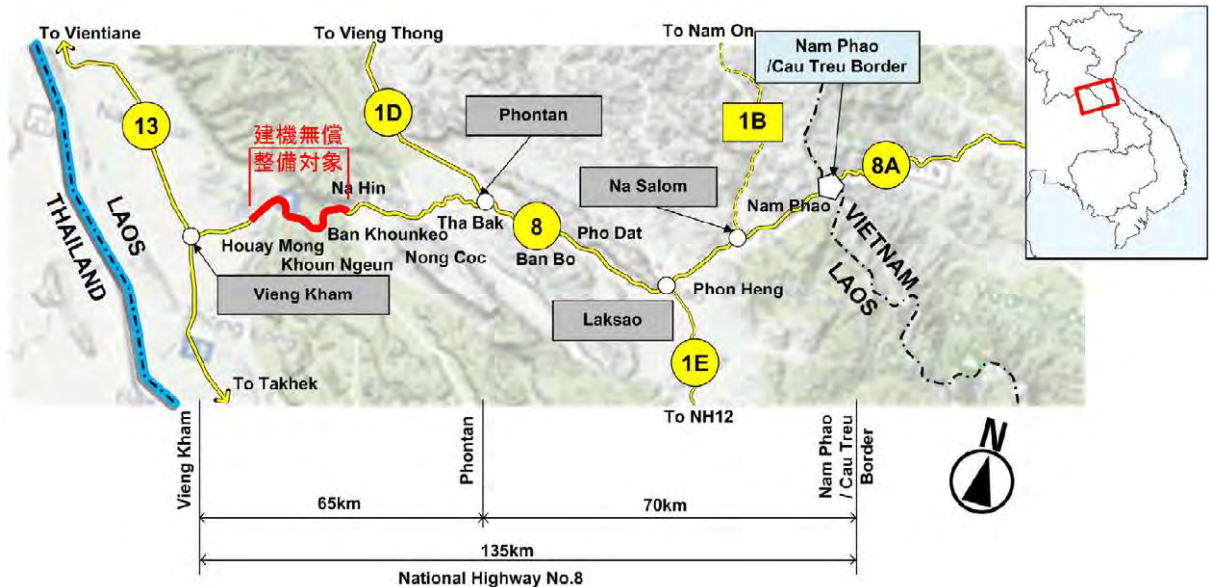 To Vientiane
To Vieng Thong
To Nam On
Nam Phao
/Cau Treu Border
13
1D
Phontan
1B
8A
建機無償
整備対象
Na Hin
Na Salom
Nam Phao
THAILAND
LAOS
Houay Mong
Ban Khounkeo
Tha Bak
8
Pho Dat
VIETNAM
LAOS
Khoun Ngeun
Nong Coc
Ban Bo
Vieng Kham
Phon Heng
Laksao
1E
To Takhek
To NH12
N
Vieng Kham
Phontan
Nam Phao
/ Cau Treu
Border
65km
70km
135km
National Highway No.8